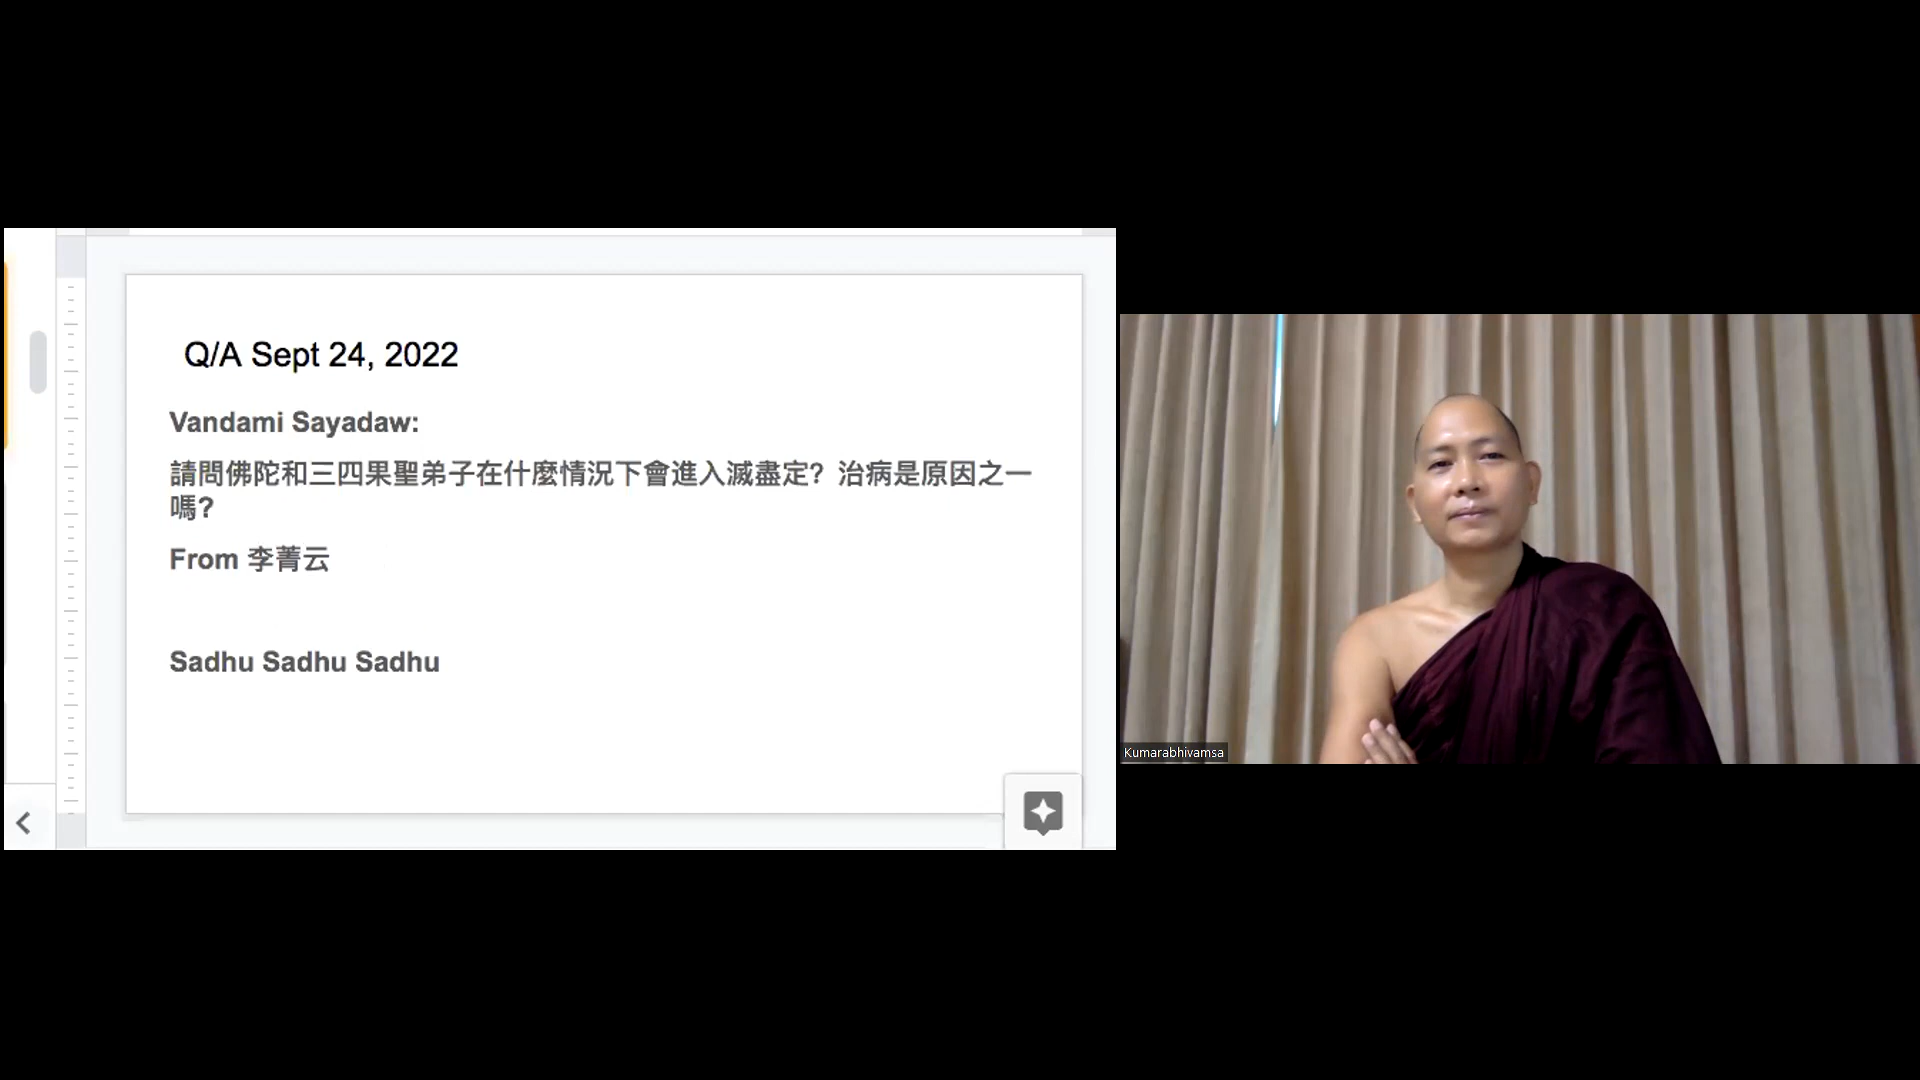 Q/A Sept 24, 2022
Vandami Sayadaw:
請問佛陀和三四果聖弟子在什麼情況下會進入滅盡定？治病是原因之一
嗎？
From 李菁云
Sadhu Sadhu Sadhu
Kumarabhivamsa